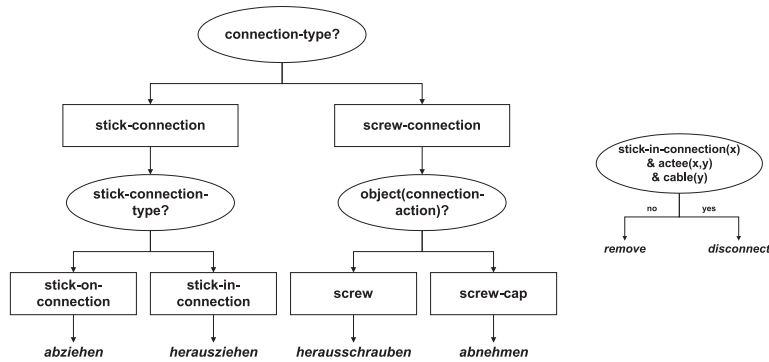 connection-type?
stick-connection
screw-connection
stick-connection-
type?
object(connection-
action)?
stick-on-
connection
stick-in-
connection
screw
screw-cap
abziehen
herausziehen
herausschrauben
abnehmen
stick-in-connection(x)
& actee(x,y)
& cable(y)
no
yes
remove
disconnect